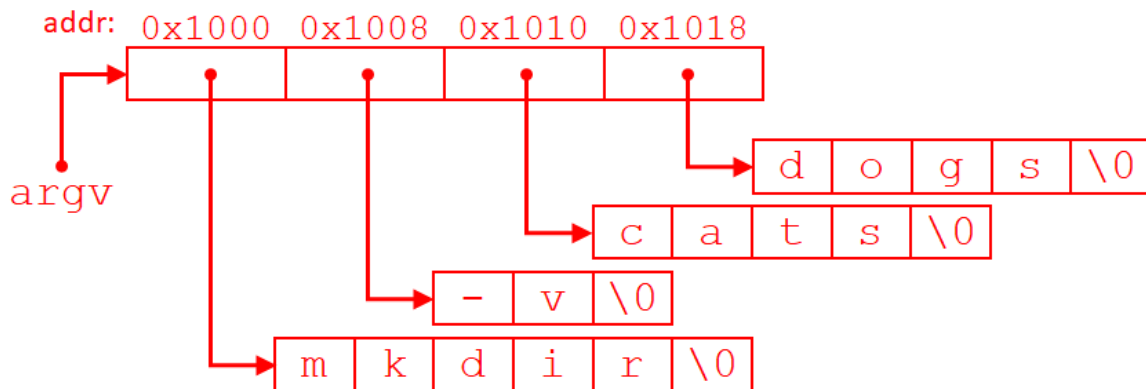 addr: 0x1000 0x1008 0x1010 0x1018
d o g s \0
argv
c a t s \0
- v \0
m k d i r \0